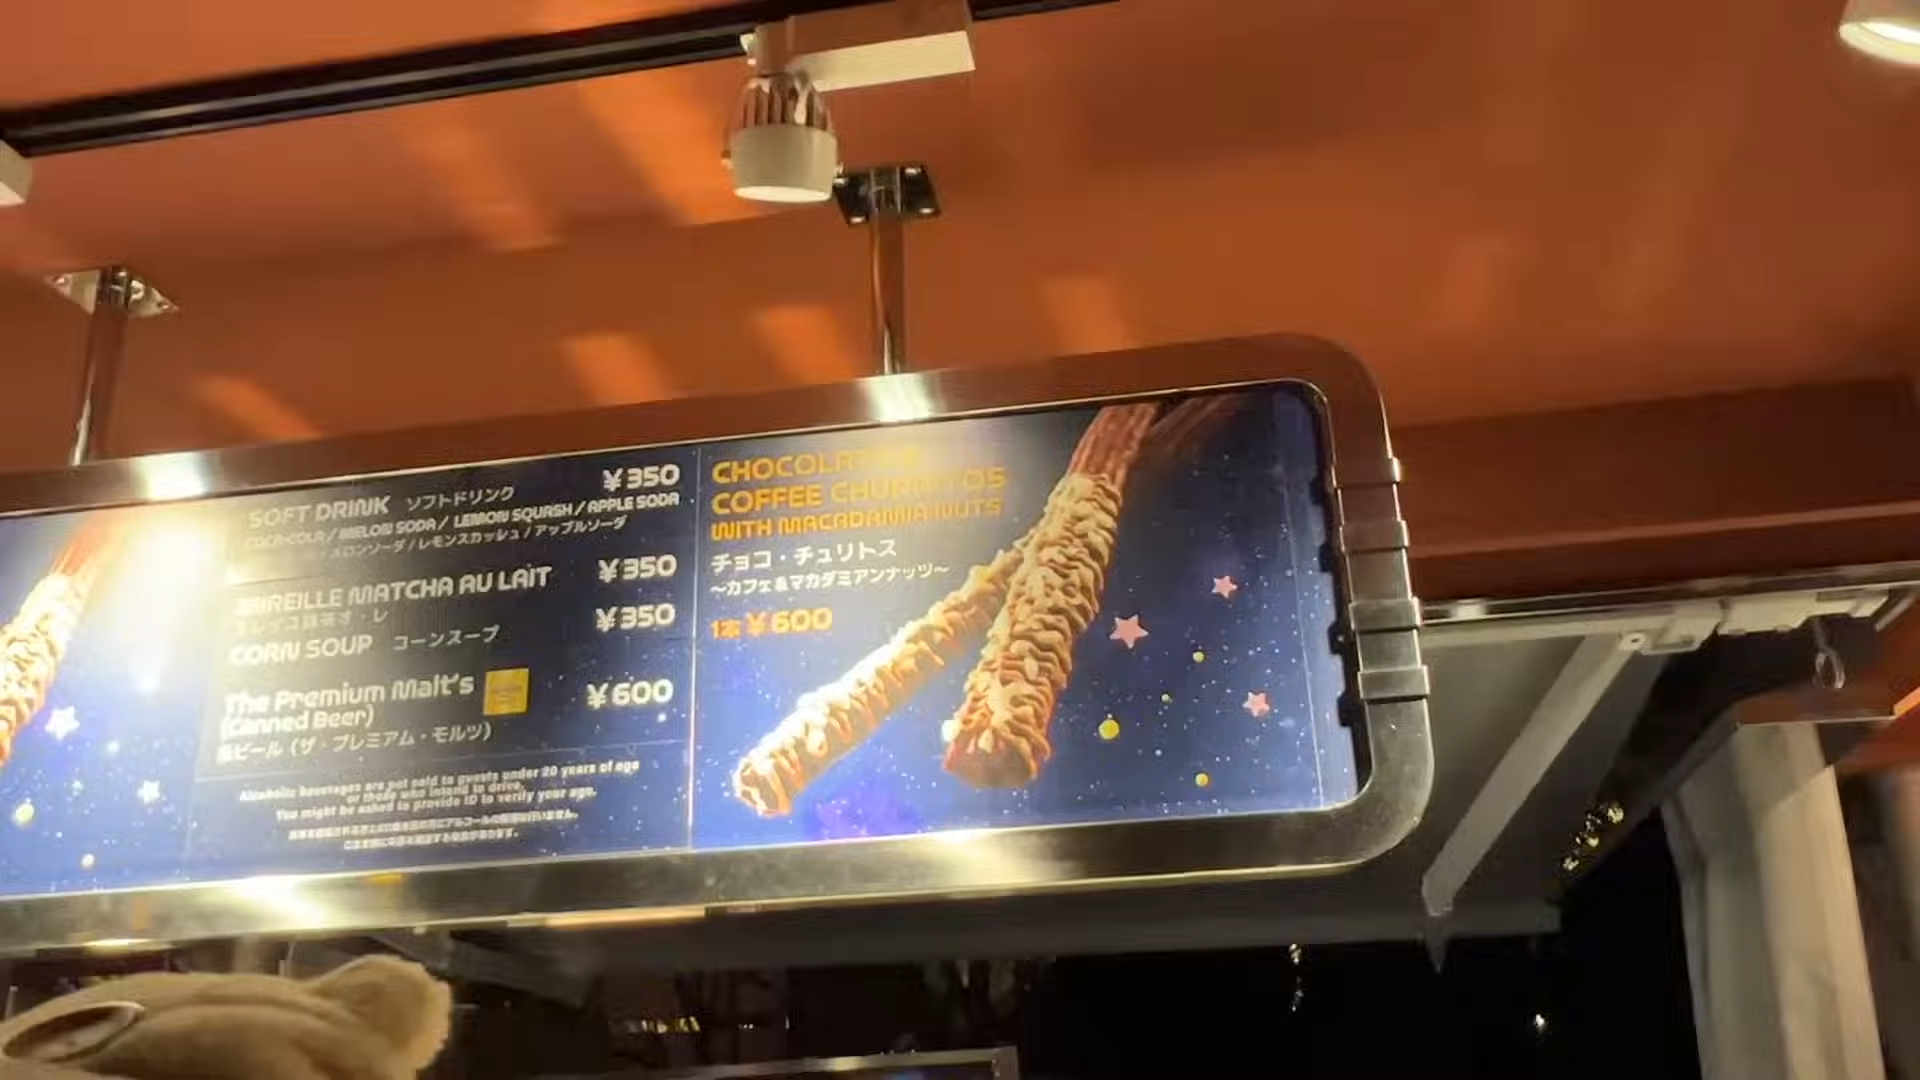 SOFT DRINK ソフトドリンク ¥350
COCA-COLA / MELON SODA / LEMON SQUASH / APPLE SODA
メロンソーダ / レモンスカッシュ / アップルソーダ
MIREILLE MATCHA AU LAIT ¥350
CORN SOUP コーンスープ ¥350
The Premium Malt's ¥600
(Canned Beer)
缶ビール (ザ・プレミアム・モルツ)
Alcoholic beverages are not sold to guests under 20 years of age
or those who intend to drive.
You might be asked to provide ID to verify your age.
COFFEE CHURRITOS
WITH MACADAMIA NUTS
チョコ・チュリトス
~カフェ&マカダミアンナッツ~
1本 ¥600